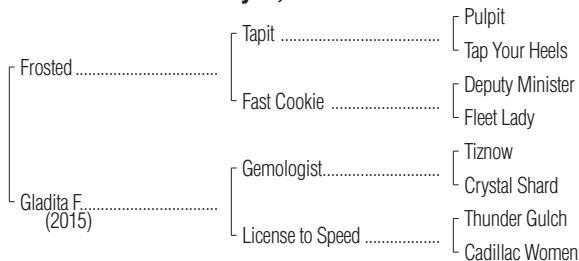 Pulpit
Tapit
Tap Your Heels
Frosted
Deputy Minister
Fast Cookie
Fleet Lady
Tiznow
Gemologist
Crystal Shard
Gladita F.
(2015)
Thunder Gulch
License to Speed
Cadillac Women